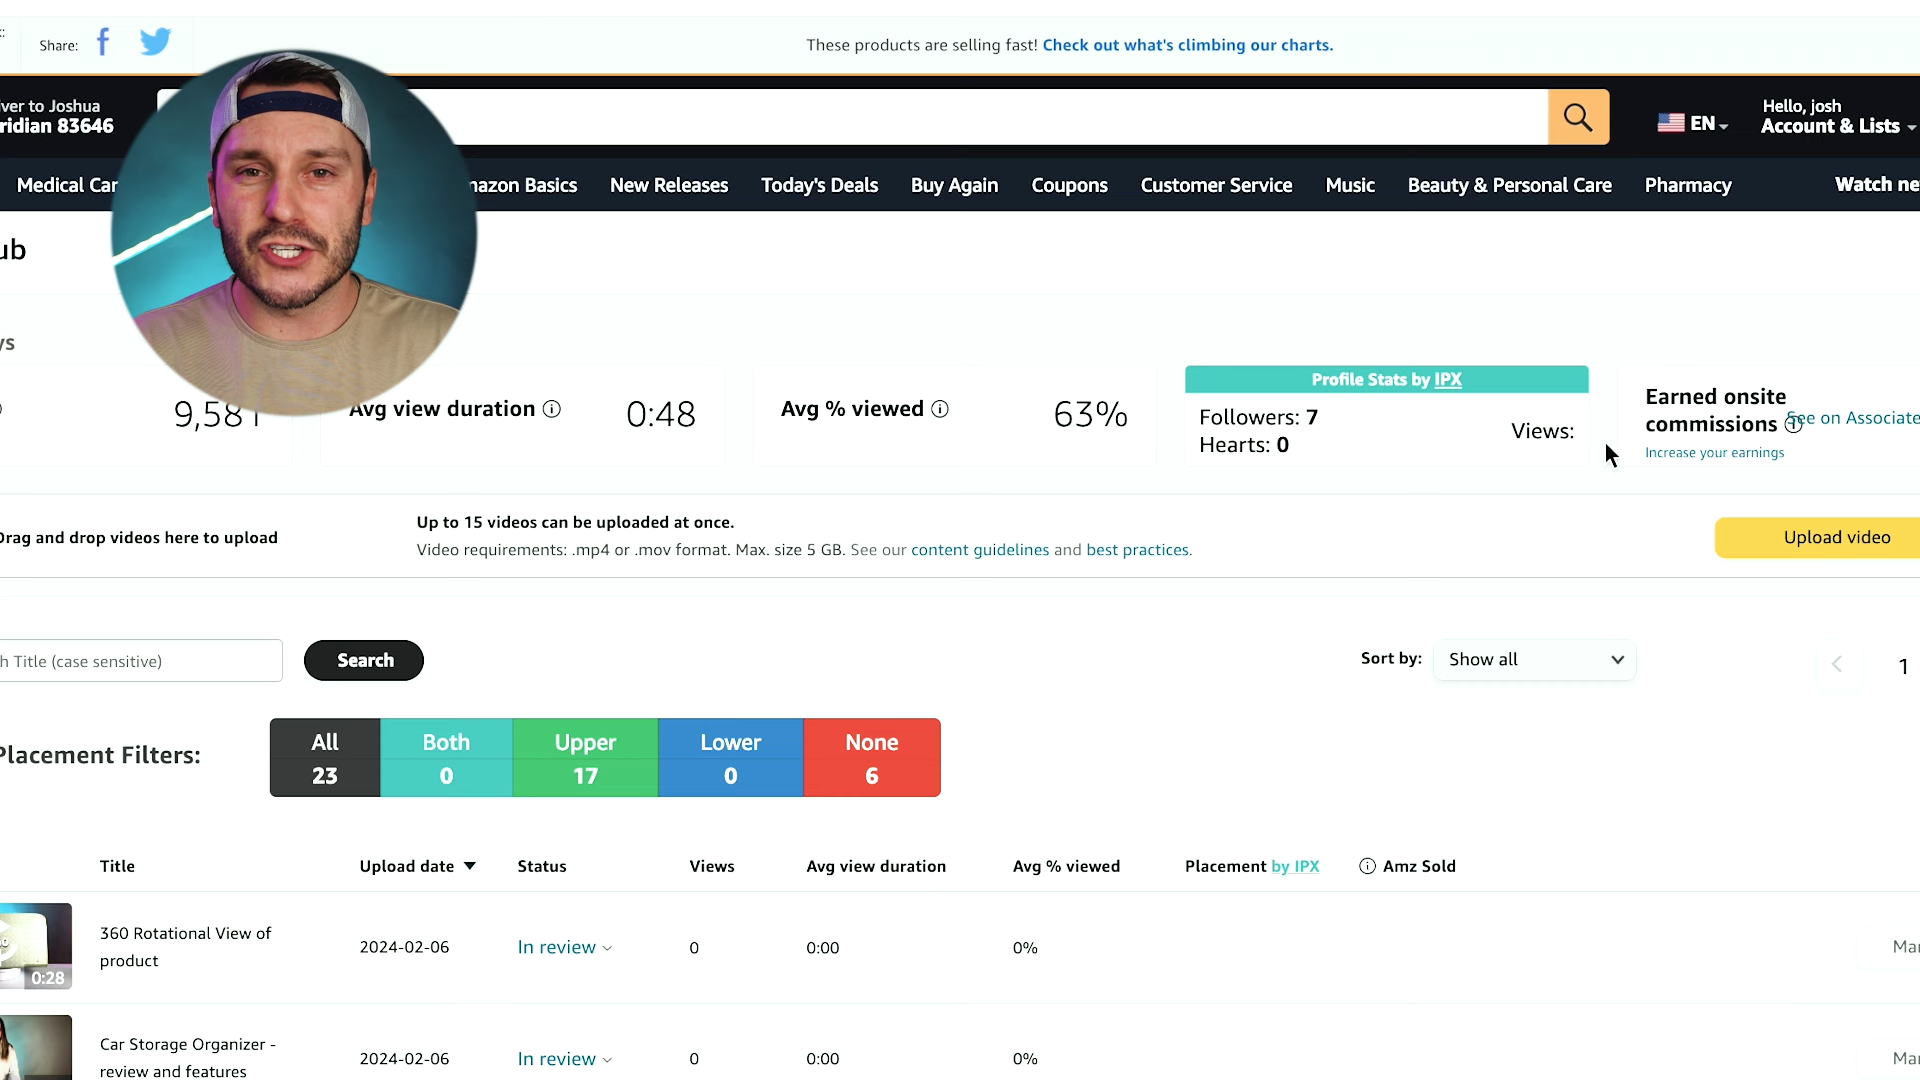 Share:
These products are selling fast! Check out what's climbing our charts.
ver to Joshua
ridian 83646
EN
Hello, josh
Account & Lists
Medical Car
mazon Basics
New Releases
Today's Deals
Buy Again
Coupons
Customer Service
Music
Beauty & Personal Care
Pharmacy
Watch ne
ub
ys
9,581
Avg view duration
0:48
Avg % viewed
63%
Profile Stats by IPX
Followers: 7
Hearts: 0
Views:
Earned onsite
commissions
See on Associate
Increase your earnings
Drag and drop videos here to upload
Up to 15 videos can be uploaded at once.
Video requirements: .mp4 or .mov format. Max. size 5 GB. See our content guidelines and best practices.
Upload video
h Title (case sensitive)
Search
Sort by:
Show all
1
Placement Filters:
All
23
Both
0
Upper
17
Lower
0
None
6
Title
Upload date
Status
Views
Avg view duration
Avg % viewed
Placement by IPX
Amz Sold
0:28
360 Rotational View of
product
2024-02-06
In review
0
0:00
0%
Mar
Car Storage Organizer -
review and features
2024-02-06
In review
0
0:00
0%
Mar